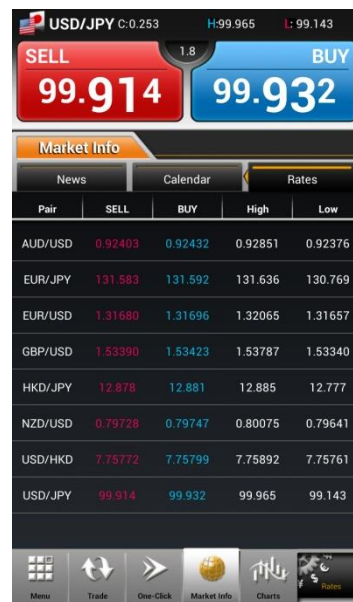 USD/JPY C:0.253 H:99.965 L: 99.143
SELL 1.8 BUY
99.914 99.932
Market Info
News Calendar Rates
Pair SELL BUY High Low
AUD/USD 0.92403 0.92432 0.92851 0.92376
EUR/JPY 131.583 131.592 131.636 130.769
EUR/USD 1.31680 1.31696 1.32065 1.31657
GBP/USD 1.53390 1.53423 1.53787 1.53340
HKD/JPY 12.878 12.881 12.885 12.777
NZD/USD 0.79728 0.79747 0.80075 0.79641
USD/HKD 7.75772 7.75799 7.75892 7.75761
USD/JPY 99.914 99.932 99.965 99.143
Menu Trade One-Click Market Info Charts Rates